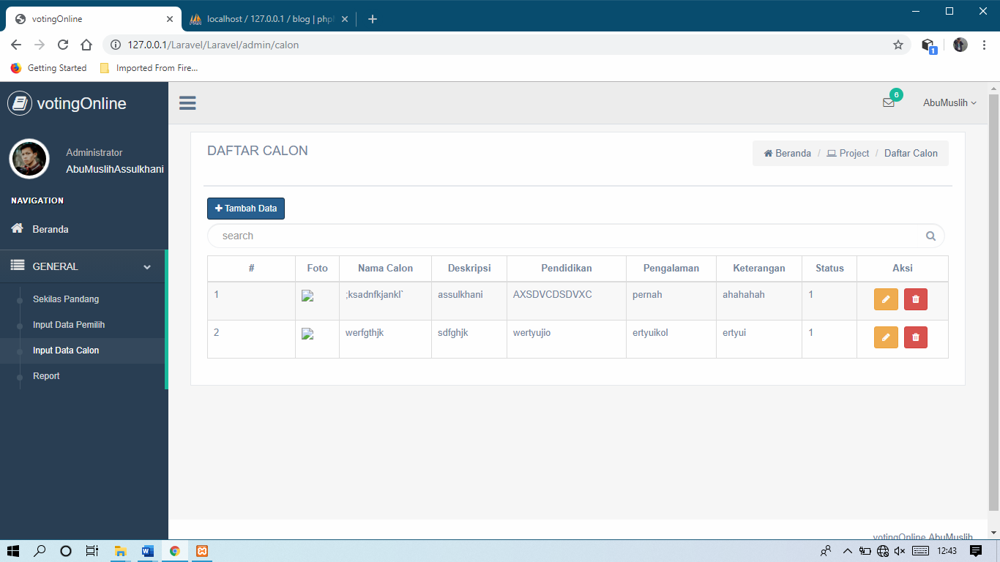 votingOnline
localhost / 127.0.0.1 / blog | php
127.0.0.1/Laravel/Laravel/admin/calon
1
Getting Started
Imported From Fire...
votingOnline
6
AbuMuslih
Administrator
AbuMuslihAssulkhani
NAVIGATION
Beranda
GENERAL
Sekilas Pandang
Input Data Pemilih
Input Data Calon
Report
DAFTAR CALON
Beranda / Project / Daftar Calon
Tambah Data
search
# Foto Nama Calon Deskripsi Pendidikan Pengalaman Keterangan Status Aksi
1 ;ksadnfkjankl` assulkhani AXSDVCDSDVXC pernah ahahahah 1
2 werfgthjk sdfghjk wertyujio ertyuikol ertyui 1
votingOnline AbuMuslih
12:43